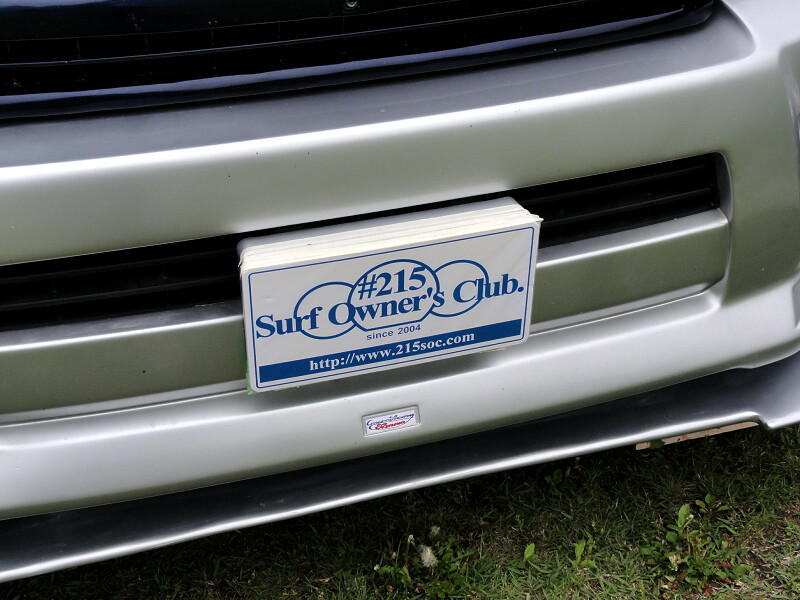 #215
Surf Owner's Club.
since 2004
http://www.215soc.com